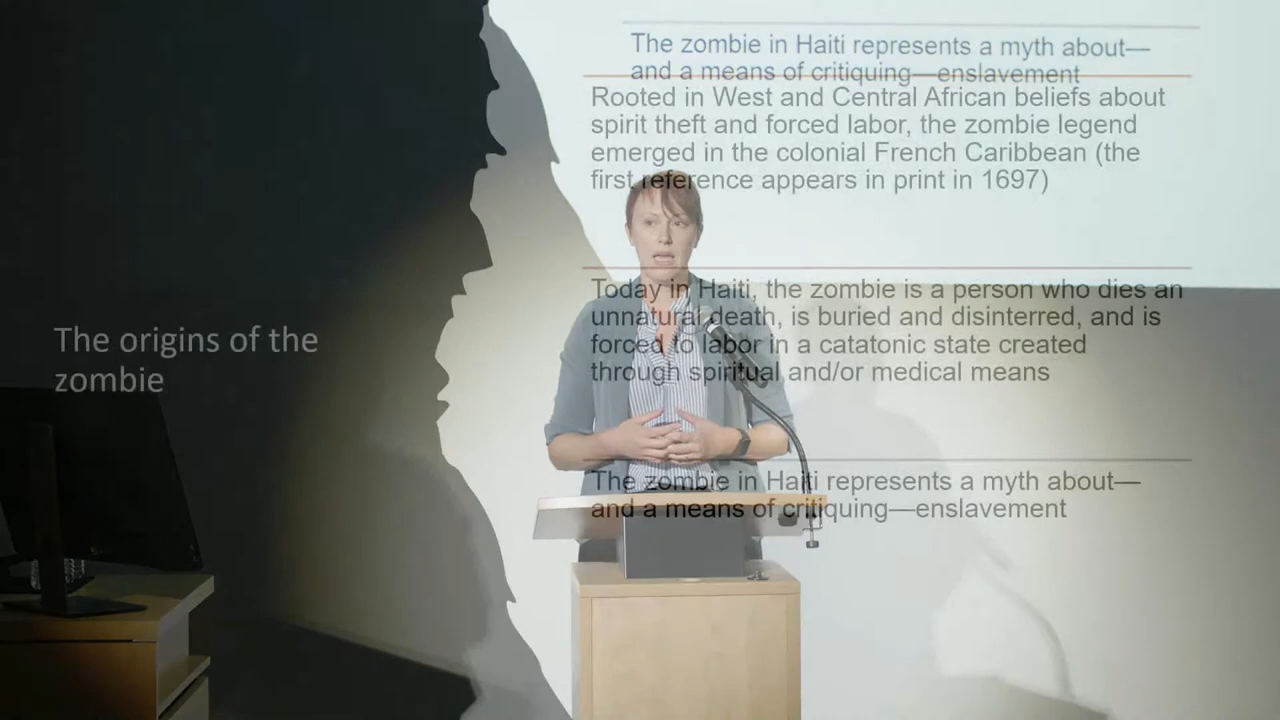 The zombie in Haiti represents a myth about—
and a means of critiquing—enslavement
Rooted in West and Central African beliefs about
spirit theft and forced labor, the zombie legend
emerged in the colonial French Caribbean (the
first reference appears in print in 1697)
The origins of the
zombie
Today in Haiti, the zombie is a person who dies an
unnatural death, is buried and disinterred, and is
forced to labor in a catatonic state created
through spiritual and/or medical means
The zombie in Haiti represents a myth about—
and a means of critiquing—enslavement